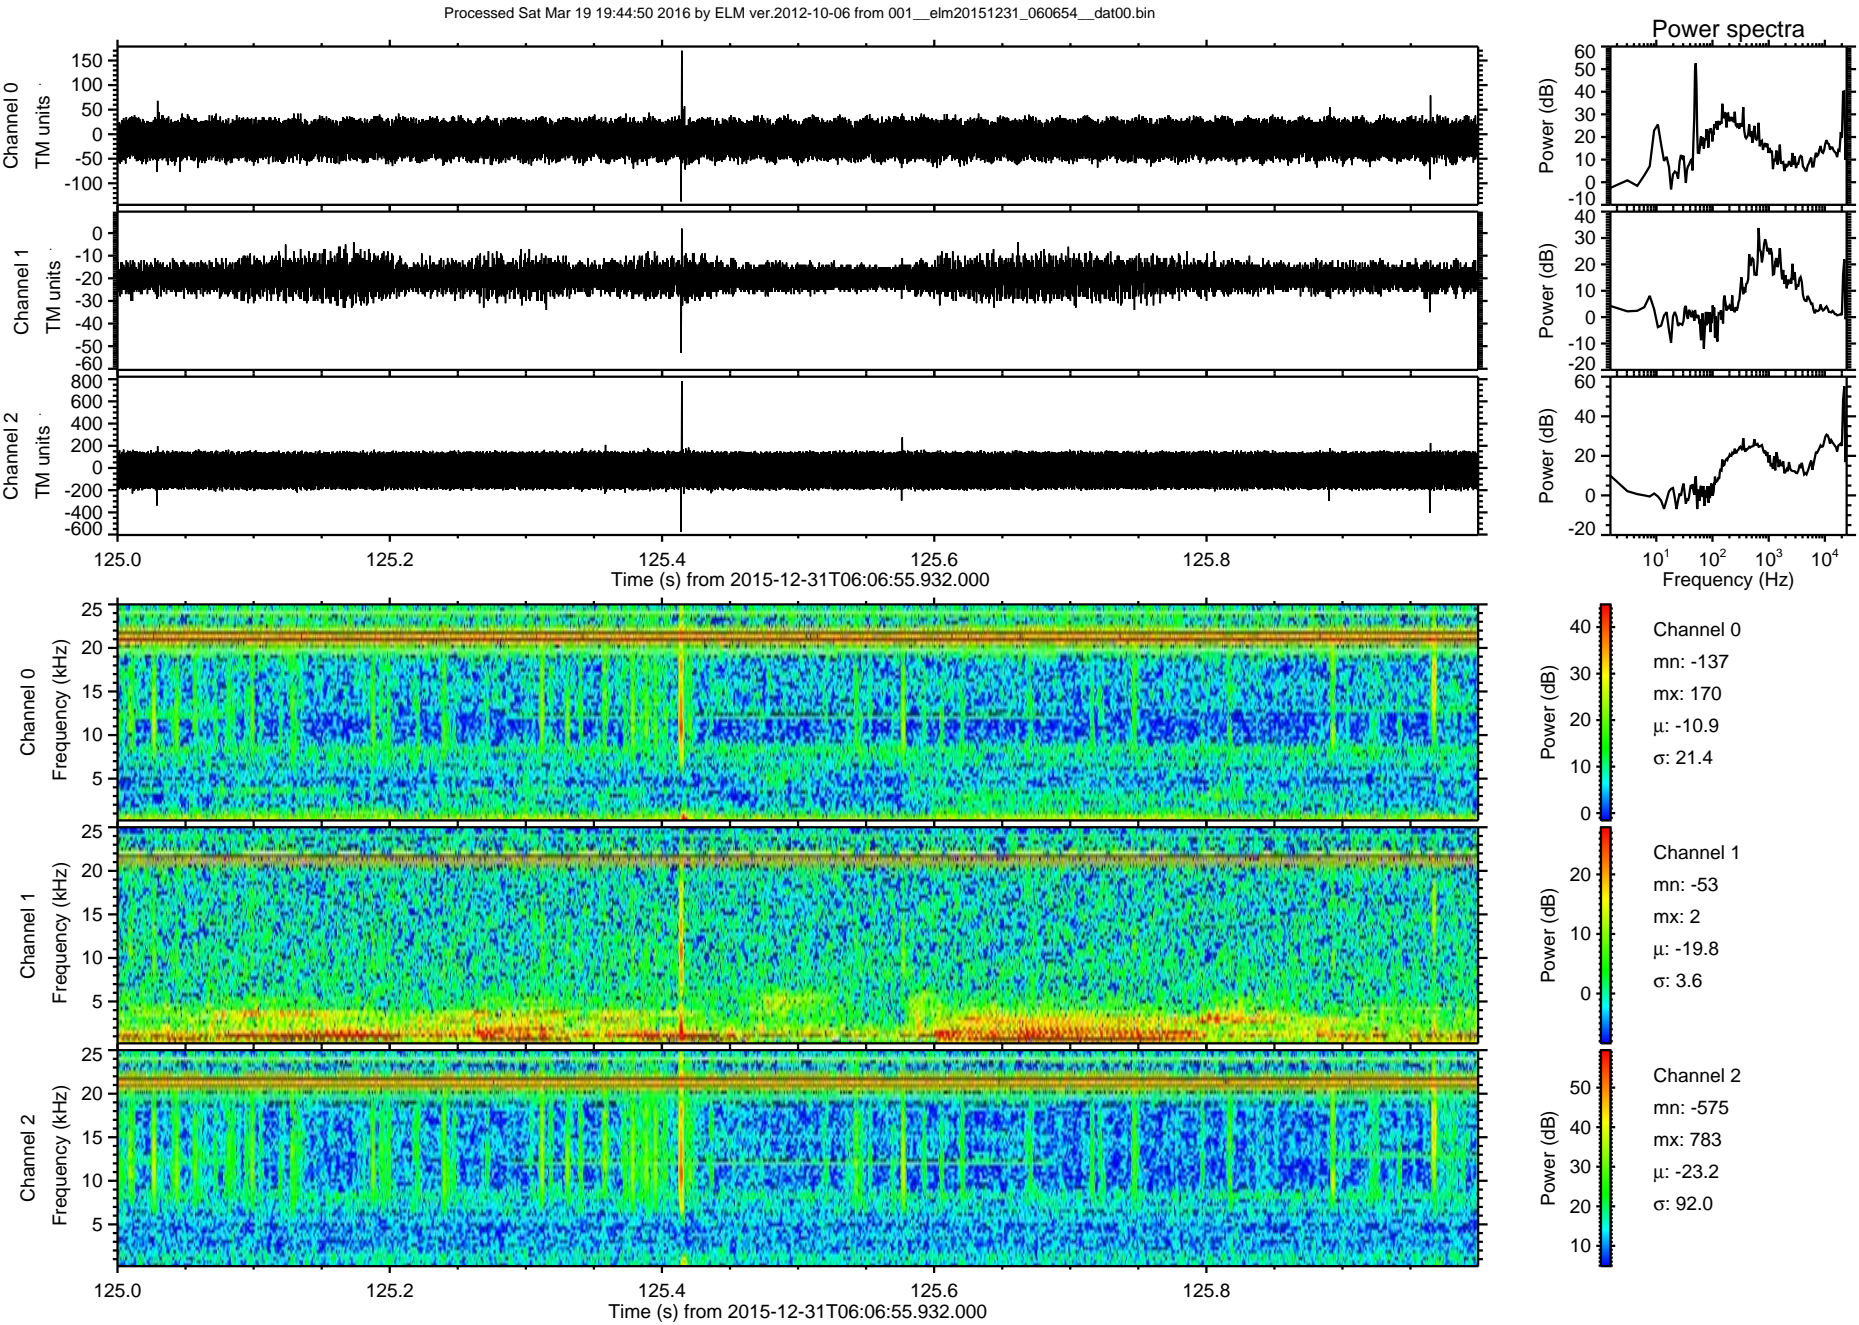 Processed Sat Mar 19 19:44:50 2016 by ELM ver.2012-10-06 from 001__elm20151231_060654__dat00.bin
Power spectra
Channel 0
TM units
150
100
50
0
-50
-100
Power (dB)
60
50
40
30
20
10
0
-10
Channel 1
TM units
0
-10
-20
-30
-40
-50
-60
Power (dB)
40
30
20
10
0
-10
-20
Channel 2
TM units
800
600
400
200
0
-200
-400
-600
Power (dB)
60
40
20
0
-20
125.0 125.2 125.4 125.6 125.8
Time (s) from 2015-12-31T06:06:55.932.000
10¹ 10² 10³ 10⁴
Frequency (Hz)
Channel 0
Frequency (kHz)
25
20
15
10
5
Power (dB)
40
30
20
10
0
Channel 0
mn: -137
mx: 170
μ: -10.9
σ: 21.4
Channel 1
Frequency (kHz)
25
20
15
10
5
Power (dB)
20
10
0
Channel 1
mn: -53
mx: 2
μ: -19.8
σ: 3.6
Channel 2
Frequency (kHz)
25
20
15
10
5
Power (dB)
50
40
30
20
10
Channel 2
mn: -575
mx: 783
μ: -23.2
σ: 92.0
125.0 125.2 125.4 125.6 125.8
Time (s) from 2015-12-31T06:06:55.932.000